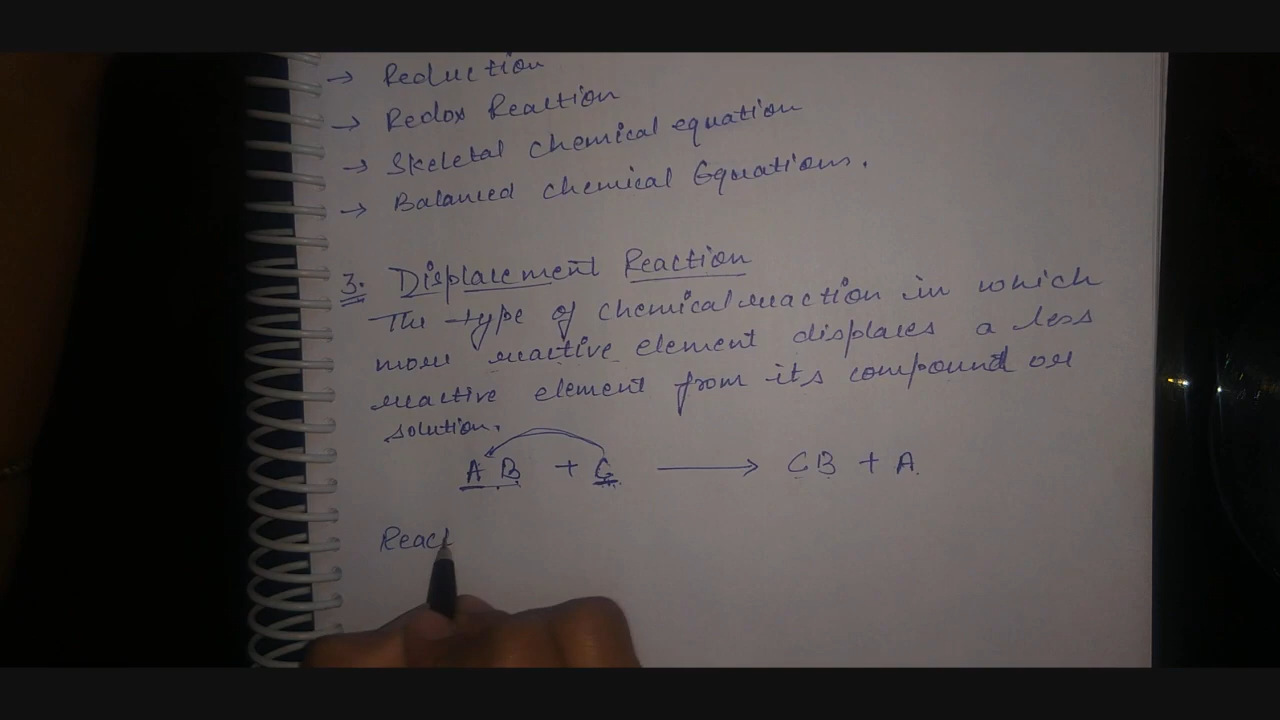 → Reduction
→ Redox Reaction
→ Skeletal chemical equation
→ Balanced chemical Equations.
3. Displacement Reaction
The type of chemical reaction in which
more reactive element displaces a less
reactive element from its compound or
solution.
A B + C → CB + A
React